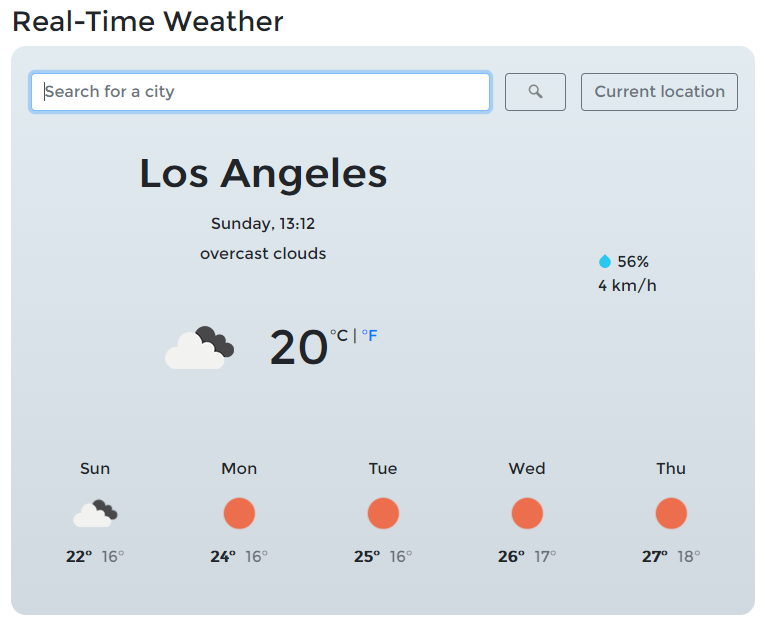 Real-Time Weather
Search for a city
Current location
Los Angeles
Sunday, 13:12
overcast clouds
56%
4 km/h
20°C | °F
Sun Mon Tue Wed Thu
22° 16° 24° 16° 25° 16° 26° 17° 27° 18°